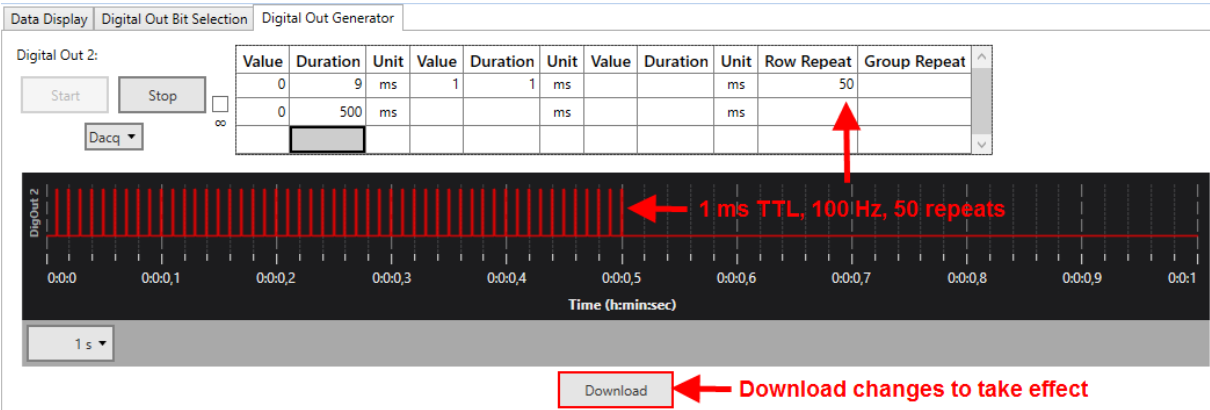 Data Display Digital Out Bit Selection Digital Out Generator
Digital Out 2:
Start Stop
∞
Dacq
Value Duration Unit Value Duration Unit Value Duration Unit Row Repeat Group Repeat
0 9 ms 1 1 ms ms 50
0 500 ms ms ms
DigOut 2
1 ms TTL, 100 Hz, 50 repeats
0:0:0 0:0:0,1 0:0:0,2 0:0:0,3 0:0:0,4 0:0:0,5 0:0:0,6 0:0:0,7 0:0:0,8 0:0:0,9 0:0:1
Time (h:min:sec)
1 s
Download Download changes to take effect